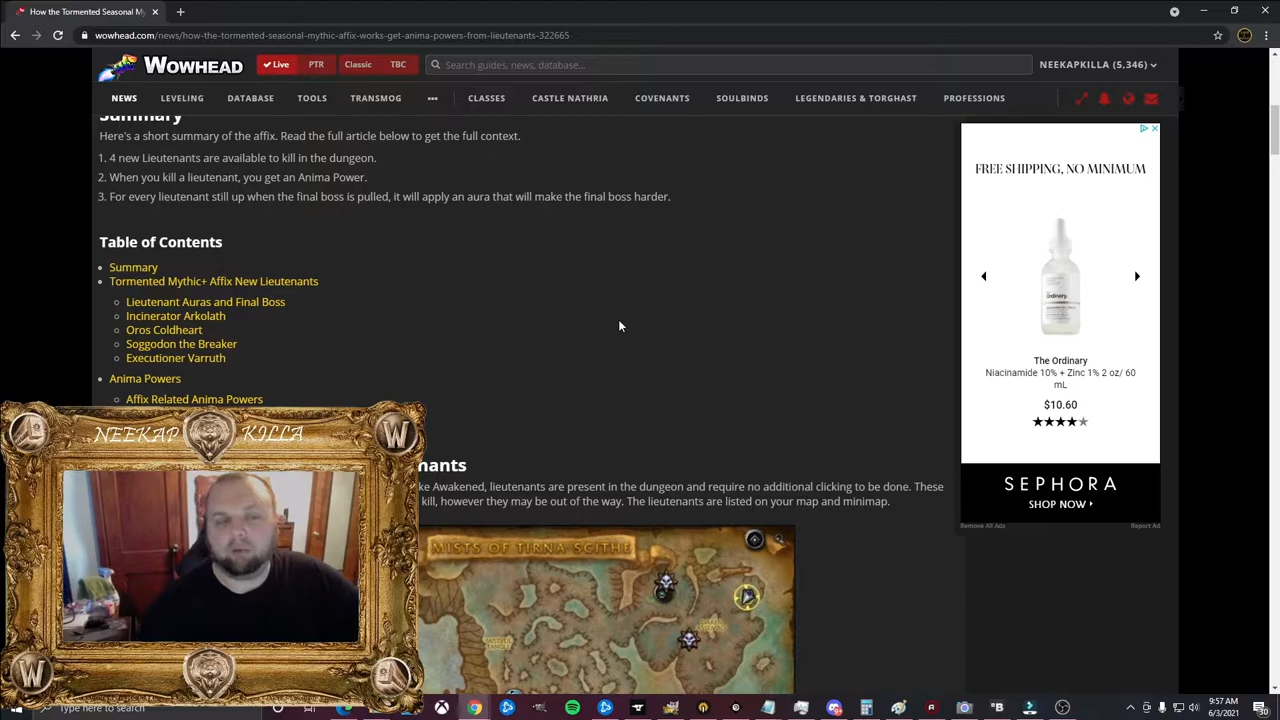 How the Tormented Seasonal My
wowhead.com/news/how-the-tormented-seasonal-mythic-affix-works-get-anima-powers-from-lieutenants-322665
WOWHEAD
Live PTR Classic TBC
Search guides, news, database...
NEEKAPKILLA (5,346)
NEWS LEVELING DATABASE TOOLS TRANSMOG ••• CLASSES CASTLE NATHRIA COVENANTS SOULBINDS LEGENDARIES & TORGHAST PROFESSIONS
Summary
Here's a short summary of the affix. Read the full article below to get the full context.
1. 4 new Lieutenants are available to kill in the dungeon.
2. When you kill a lieutenant, you get an Anima Power.
3. For every lieutenant still up when the final boss is pulled, it will apply an aura that will make the final boss harder.
Table of Contents
Summary
Tormented Mythic+ Affix New Lieutenants
Lieutenant Auras and Final Boss
Incinerator Arkolath
Oros Coldheart
Soggodon the Breaker
Executioner Varruth
Anima Powers
Affix Related Anima Powers
nants
ke Awakened, lieutenants are present in the dungeon and require no additional clicking to be done. These
kill, however they may be out of the way. The lieutenants are listed on your map and minimap.
MISTS OF TIRNA SCITHE
FREE SHIPPING, NO MINIMUM
Ordinary.
The Ordinary
Niacinamide 10% + Zinc 1% 2 oz/ 60
mL
$10.60
SEPHORA
SHOP NOW
Remove All Ads
Report Ad
NEEKAP KILLA
W
W
Type here to search
9:57 AM
6/3/2021